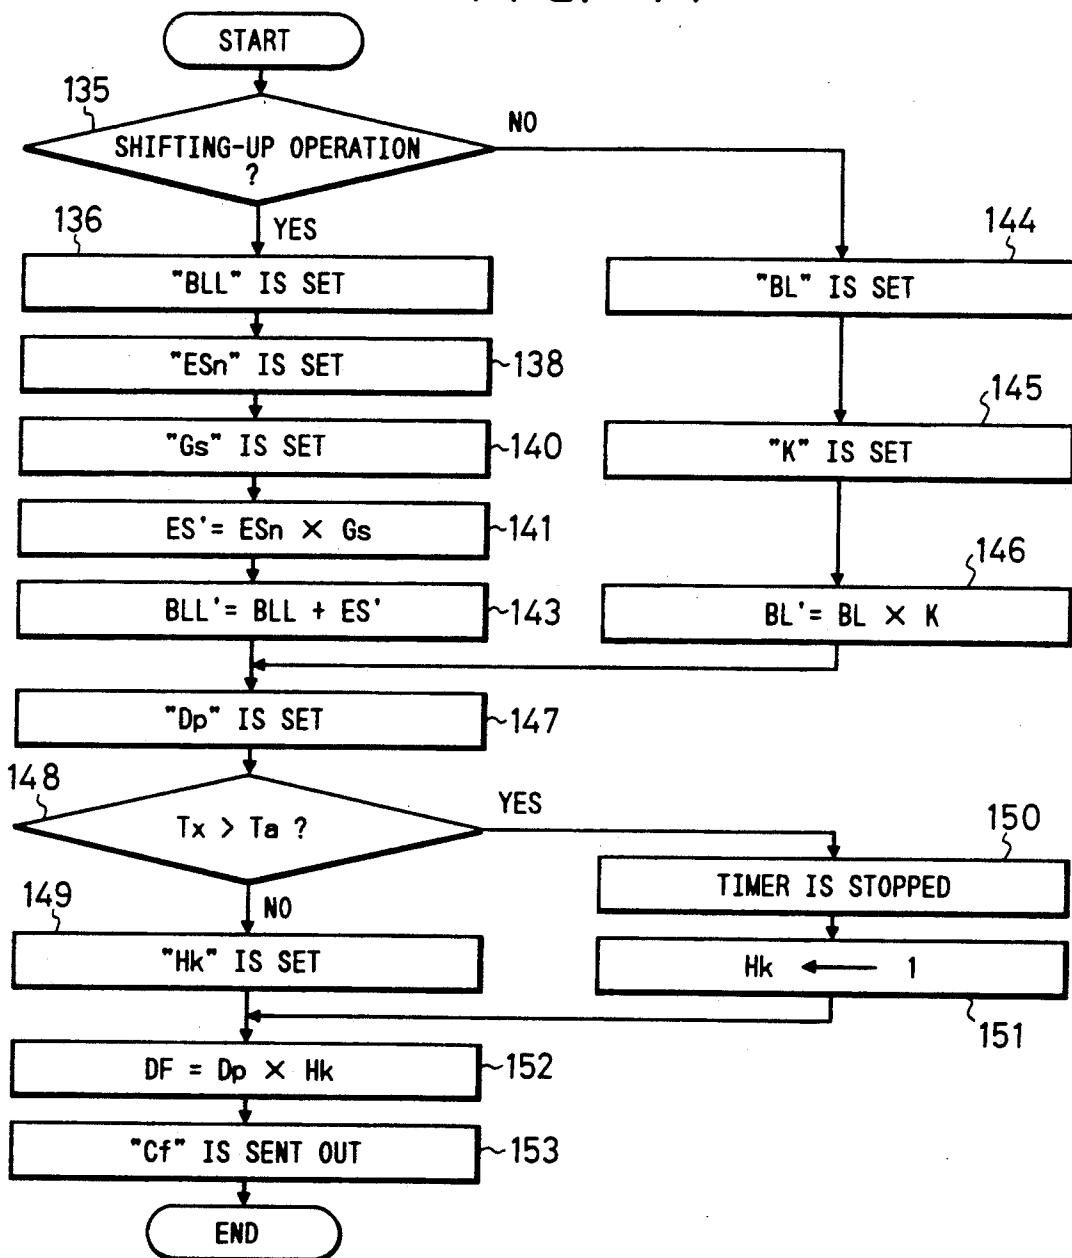 START
135
SHIFTING-UP OPERATION
?
NO
YES
136
"BLL" IS SET
144
"BL" IS SET
"ESn" IS SET
138
145
"Gs" IS SET
140
"K" IS SET
ES'= ESn × Gs
141
146
BLL'= BLL + ES'
143
BL'= BL × K
"Dp" IS SET
147
148
Tx > Ta ?
YES
150
TIMER IS STOPPED
NO
149
"Hk" IS SET
Hk ← 1
151
DF = Dp × Hk
152
"Cf" IS SENT OUT
153
END